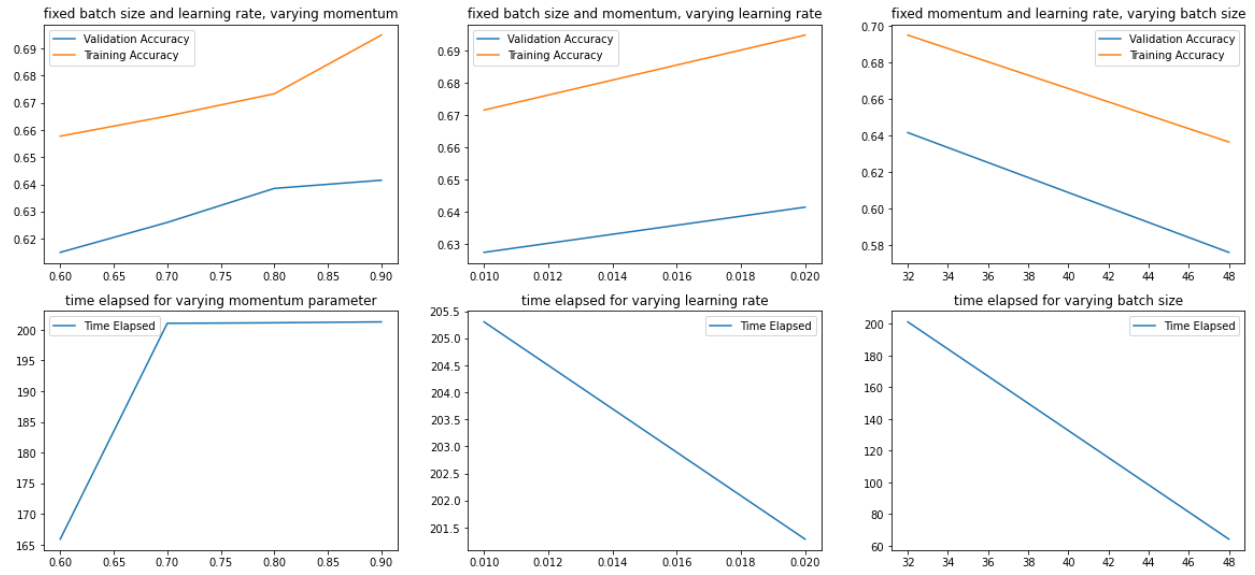 fixed batch size and learning rate, varying momentum
Validation Accuracy
Training Accuracy
0.69
0.68
0.67
0.66
0.65
0.64
0.63
0.62
0.60 0.65 0.70 0.75 0.80 0.85 0.90
fixed batch size and momentum, varying learning rate
Validation Accuracy
Training Accuracy
0.69
0.68
0.67
0.66
0.65
0.64
0.63
0.010 0.012 0.014 0.016 0.018 0.020
fixed momentum and learning rate, varying batch size
Validation Accuracy
Training Accuracy
0.70
0.68
0.66
0.64
0.62
0.60
0.58
32 34 36 38 40 42 44 46 48
time elapsed for varying momentum parameter
Time Elapsed
200
195
190
185
180
175
170
165
0.60 0.65 0.70 0.75 0.80 0.85 0.90
time elapsed for varying learning rate
Time Elapsed
205.5
205.0
204.5
204.0
203.5
203.0
202.5
202.0
201.5
0.010 0.012 0.014 0.016 0.018 0.020
time elapsed for varying batch size
Time Elapsed
200
180
160
140
120
100
80
60
32 34 36 38 40 42 44 46 48